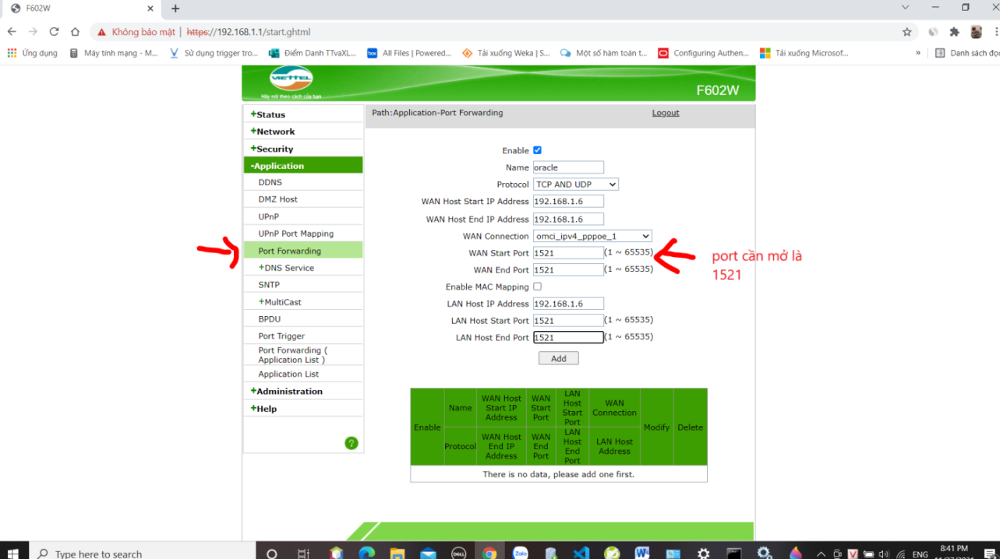 F602W
Không bảo mật | https://192.168.1.1/start.ghtml
Ứng dụng
Máy tính mạng - M...
Sử dụng trigger tro...
Điểm Danh TTvaXL...
box
All Files | Powered...
Tải xuống Weka | S...
Một số hàm toán t...
Configuring Authen...
Tải xuống Microsof...
»
Danh sách đọc
VIETTEL
Hãy nói theo cách của bạn
F602W
+Status
+Network
+Security
-Application
DDNS
DMZ Host
UPnP
UPnP Port Mapping
Port Forwarding
+DNS Service
SNTP
+MultiCast
BPDU
Port Trigger
Port Forwarding (
Application List )
Application List
+Administration
+Help
?
Path:Application-Port Forwarding
Logout
Enable
Name oracle
Protocol TCP AND UDP
WAN Host Start IP Address 192.168.1.6
WAN Host End IP Address 192.168.1.6
WAN Connection omci_ipv4_pppoe_1
WAN Start Port 1521 (1 ~ 65535)
WAN End Port 1521 (1 ~ 65535)
Enable MAC Mapping
LAN Host IP Address 192.168.1.6
LAN Host Start Port 1521 (1 ~ 65535)
LAN Host End Port 1521 (1 ~ 65535)
Add
port cần mở là
1521
Enable
Name
WAN Host
Start IP
Address
WAN
Start
Port
LAN
Host
Start
Port
WAN
Connection
Modify
Delete
Protocol
WAN Host
End IP
Address
WAN
End
Port
LAN
Host
End
Port
LAN Host
Address
There is no data, please add one first.
Type here to search
DELL
Zalo
ENG
8:41 PM